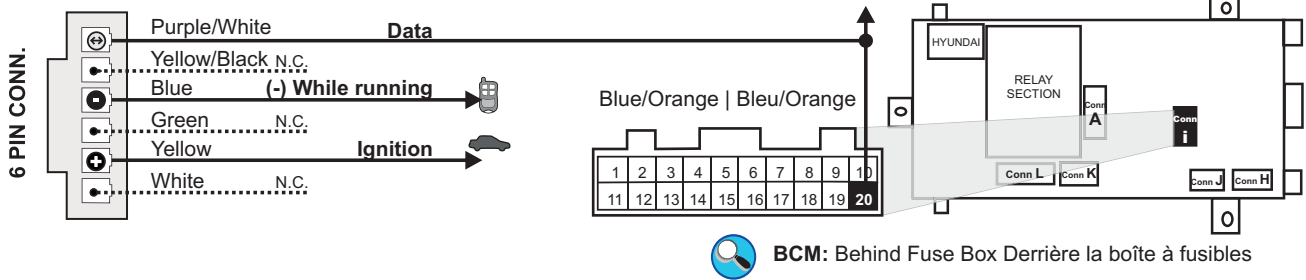 6 PIN CONN.
Purple/White Data
Yellow/Black N.C.
Blue (-) While running
Green N.C.
Yellow Ignition
White N.C.
Blue/Orange | Bleu/Orange
1 2 3 4 5 6 7 8 9 10
11 12 13 14 15 16 17 18 19 20
HYUNDAI
RELAY
SECTION
Conn
A
Conn
i
Conn L
Conn K
Conn J
Conn H
BCM: Behind Fuse Box Derrière la boîte à fusibles